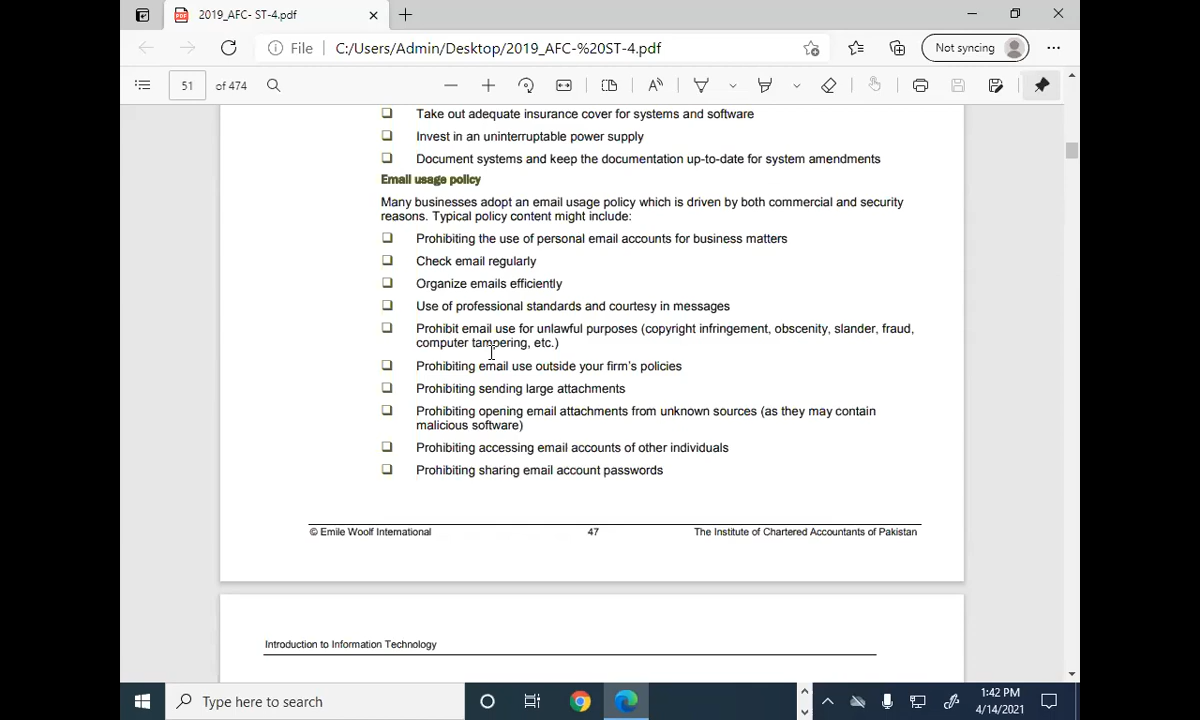 2019_AFC- ST-4.pdf
File
C:/Users/Admin/Desktop/2019_AFC-%20ST-4.pdf
Not syncing
51 of 474
Take out adequate insurance cover for systems and software
Invest in an uninterruptable power supply
Document systems and keep the documentation up-to-date for system amendments
Email usage policy
Many businesses adopt an email usage policy which is driven by both commercial and security
reasons. Typical policy content might include:
Prohibiting the use of personal email accounts for business matters
Check email regularly
Organize emails efficiently
Use of professional standards and courtesy in messages
Prohibit email use for unlawful purposes (copyright infringement, obscenity, slander, fraud,
computer tampering, etc.)
Prohibiting email use outside your firm's policies
Prohibiting sending large attachments
Prohibiting opening email attachments from unknown sources (as they may contain
malicious software)
Prohibiting accessing email accounts of other individuals
Prohibiting sharing email account passwords
© Emile Woolf International 47 The Institute of Chartered Accountants of Pakistan
Introduction to Information Technology
Type here to search
1:42 PM
4/14/2021